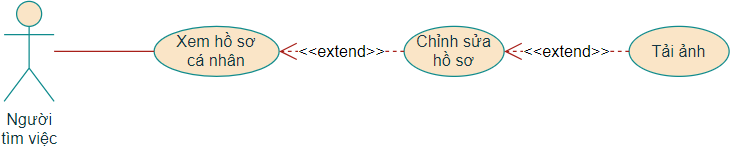 Xem hồ sơ
cá nhân
<<extend>>
Chỉnh sửa
hồ sơ
<<extend>>
Tải ảnh
Người
tìm việc